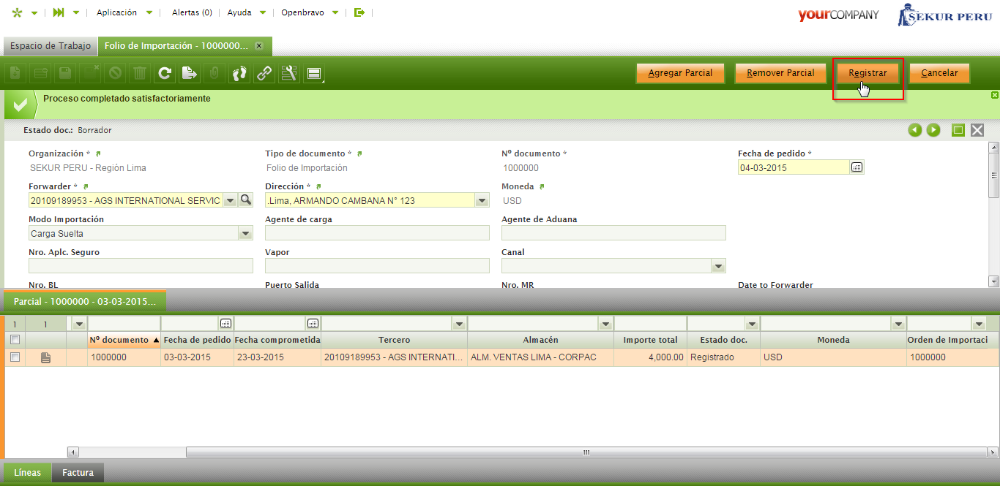 Aplicación Alertas (0) Ayuda Openbravo yourCOMPANY SEKUR PERU
Espacio de Trabajo Folio de Importación - 1000000...
Agregar Parcial Remover Parcial Registrar Cancelar
Proceso completado satisfactoriamente
Estado doc.: Borrador
Organización * Tipo de documento * Nº documento * Fecha de pedido *
SEKUR PERU - Región Lima Folio de Importación 1000000 04-03-2015
Forwarder * Dirección * Moneda
20109189953 - AGS INTERNATIONAL SERVIC .Lima, ARMANDO CAMBANA N° 123 USD
Modo Importación Agente de carga Agente de Aduana
Carga Suelta
Nro. Aplc. Seguro Vapor Canal
Nro. BL Puerto Salida Nro. MR Date to Forwarder
Parcial - 1000000 - 03-03-2015...
1 1
Nº documento Fecha de pedido Fecha comprometida Tercero Almacén Importe total Estado doc. Moneda Orden de Importaci
1000000 03-03-2015 23-03-2015 20109189953 - AGS INTERNATI... ALM. VENTAS LIMA - CORPAC 4,000.00 Registrado USD 1000000
Líneas Factura